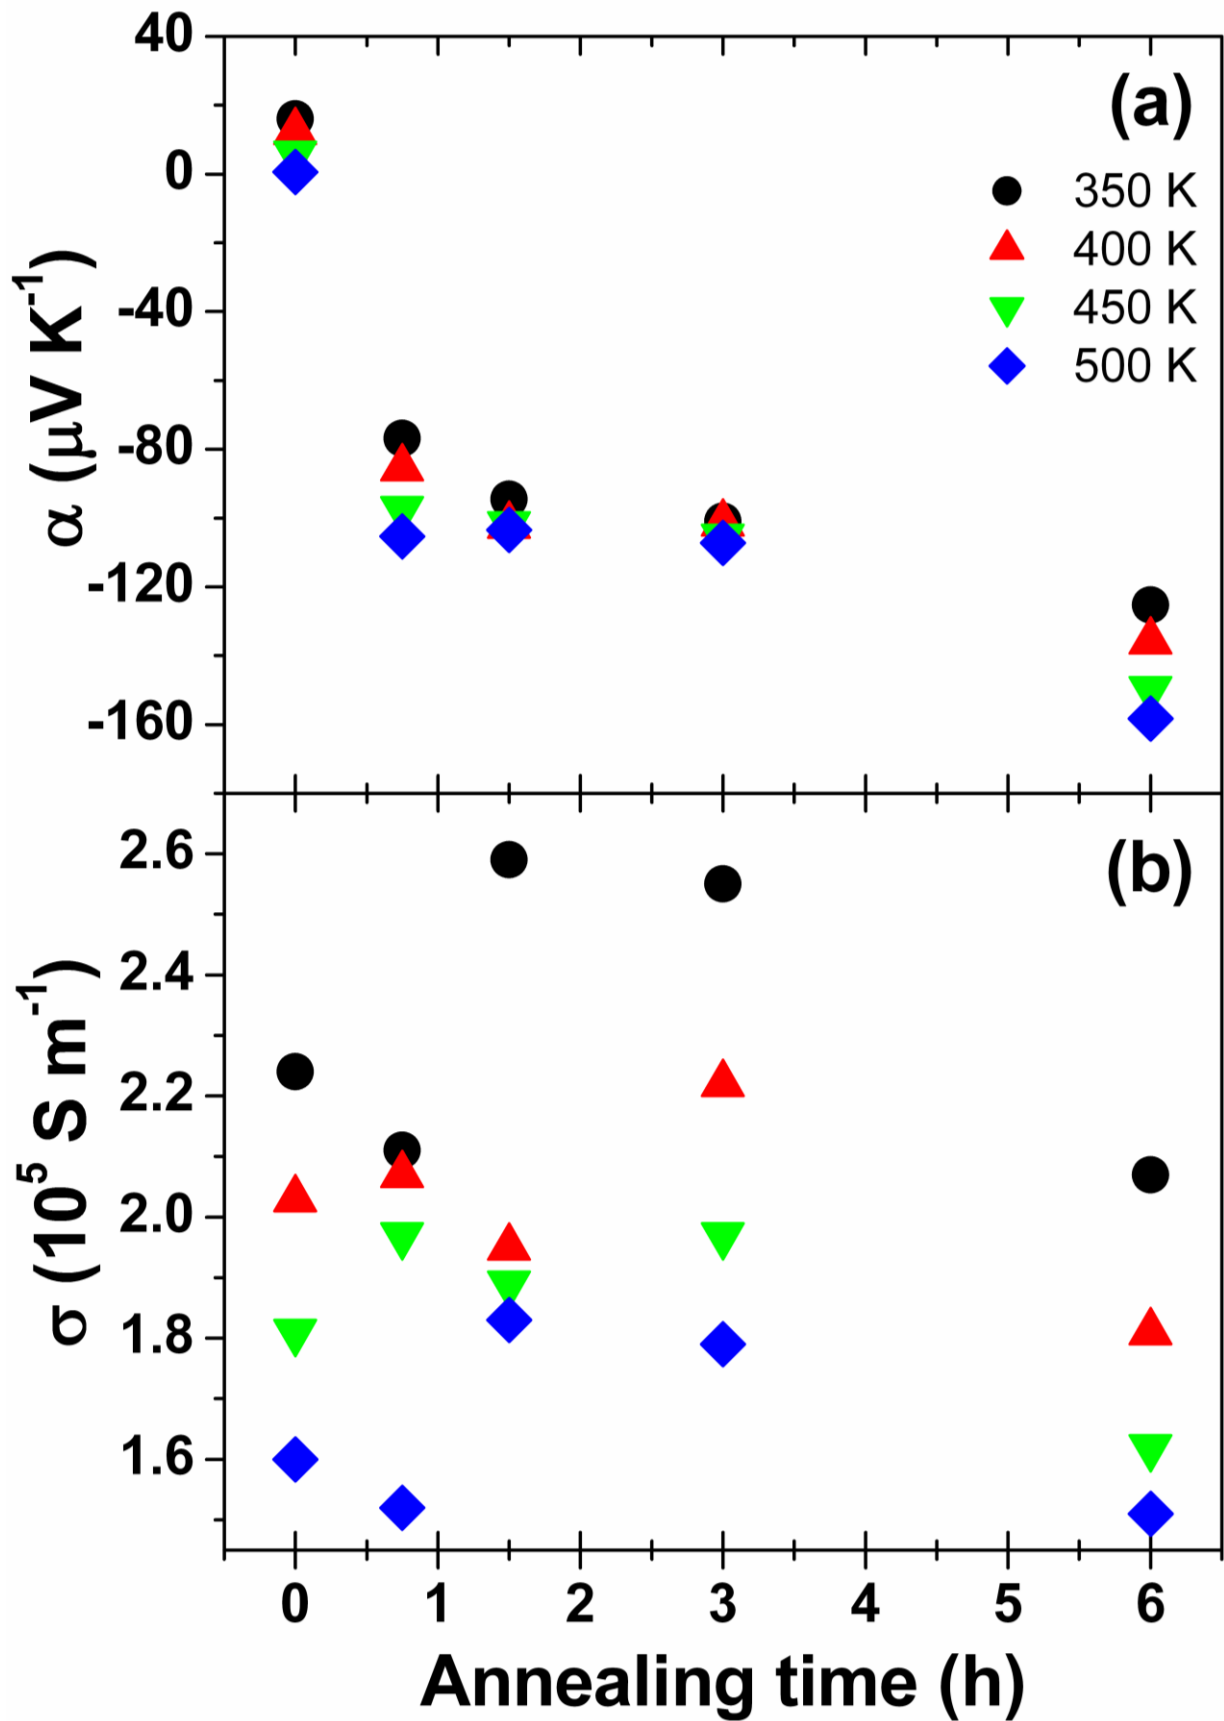 40
0
-40
-80
-120
-160
α (μV K⁻¹)
(a)
350 K
400 K
450 K
500 K
2.6
2.4
2.2
2.0
1.8
1.6
σ (10⁵ S m⁻¹)
(b)
0 1 2 3 4 5 6
Annealing time (h)